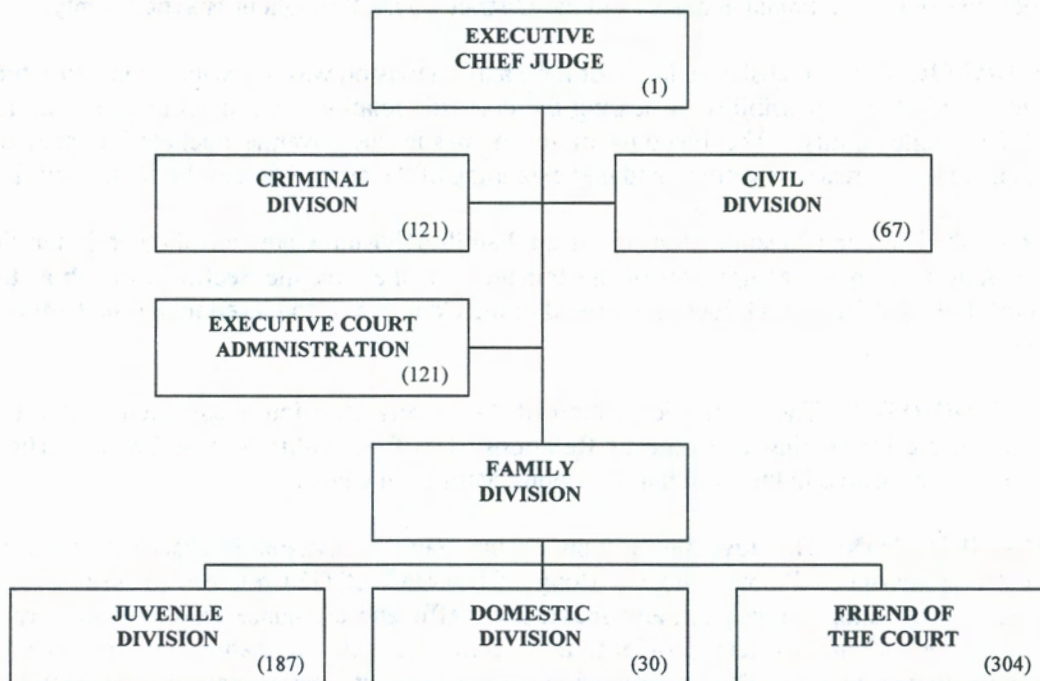 EXECUTIVE
CHIEF JUDGE
(1)
CRIMINAL
DIVISON
(121)
CIVIL
DIVISION
(67)
EXECUTIVE COURT
ADMINISTRATION
(121)
FAMILY
DIVISION
JUVENILE
DIVISION
(187)
DOMESTIC
DIVISION
(30)
FRIEND OF
THE COURT
(304)